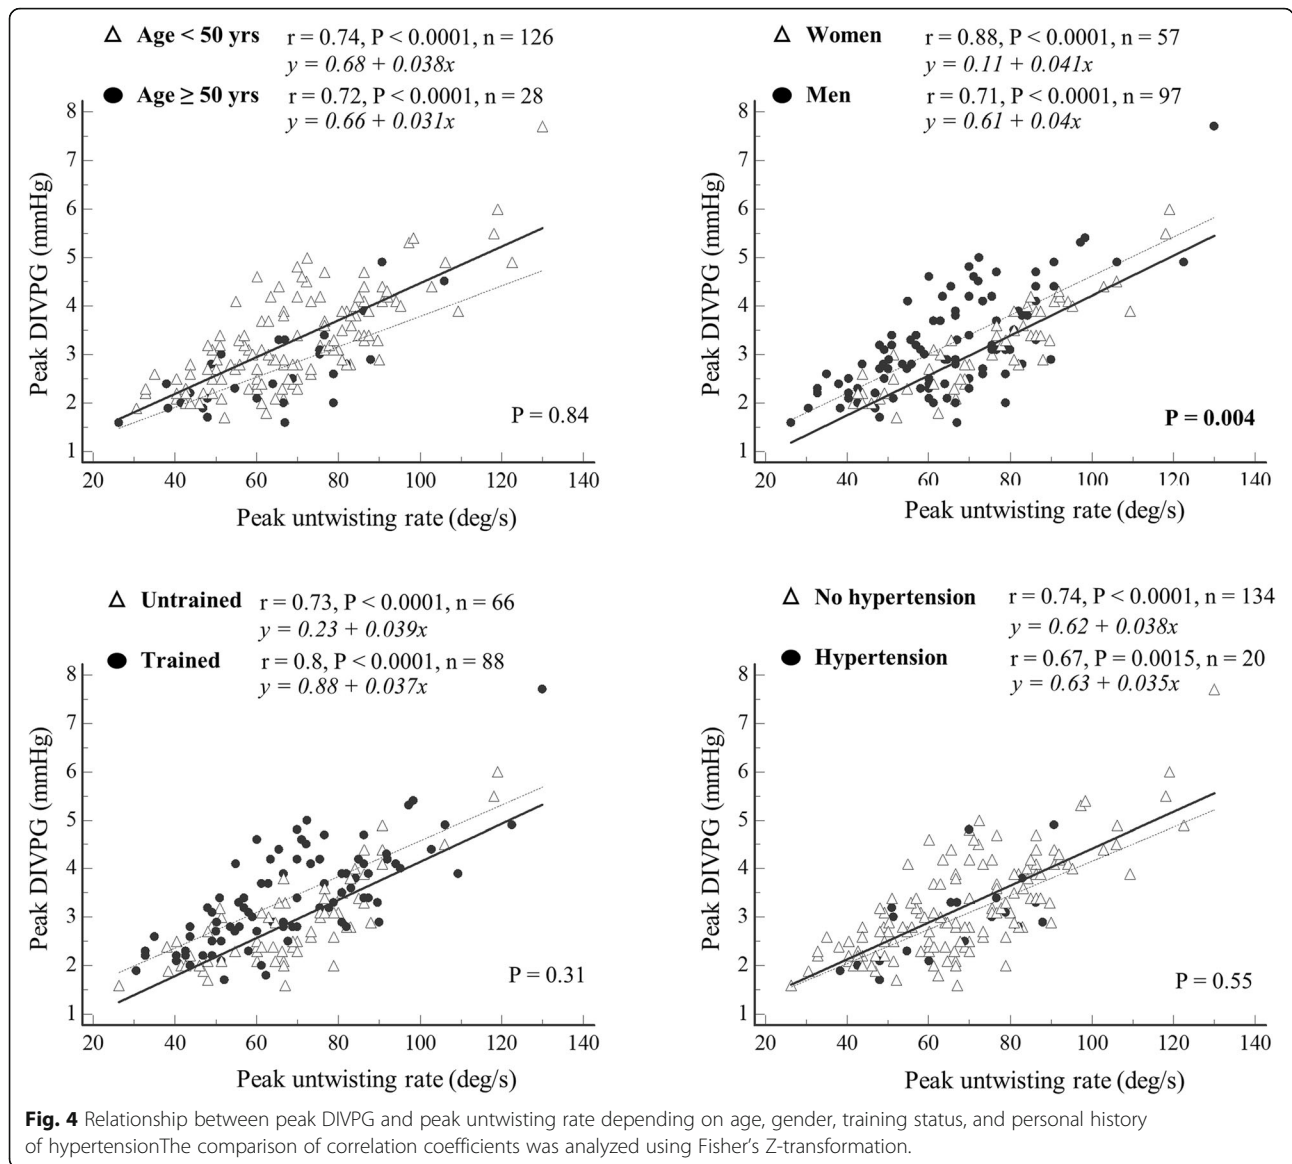 △ Age < 50 yrs r = 0.74, P < 0.0001, n = 126
y = 0.68 + 0.038x
● Age ≥ 50 yrs r = 0.72, P < 0.0001, n = 28
y = 0.66 + 0.031x
8
7
6
5
4
3
2
1
Peak DIVPG (mmHg)
P = 0.84
20 40 60 80 100 120 140
Peak untwisting rate (deg/s)
△ Women r = 0.88, P < 0.0001, n = 57
y = 0.11 + 0.041x
● Men r = 0.71, P < 0.0001, n = 97
y = 0.61 + 0.04x
8
7
6
5
4
3
2
1
Peak DIVPG (mmHg)
P = 0.004
20 40 60 80 100 120 140
Peak untwisting rate (deg/s)
△ Untrained r = 0.73, P < 0.0001, n = 66
y = 0.23 + 0.039x
● Trained r = 0.8, P < 0.0001, n = 88
y = 0.88 + 0.037x
8
7
6
5
4
3
2
1
Peak DIVPG (mmHg)
P = 0.31
20 40 60 80 100 120 140
Peak untwisting rate (deg/s)
△ No hypertension r = 0.74, P < 0.0001, n = 134
y = 0.62 + 0.038x
● Hypertension r = 0.67, P = 0.0015, n = 20
y = 0.63 + 0.035x
8
7
6
5
4
3
2
1
Peak DIVPG (mmHg)
P = 0.55
20 40 60 80 100 120 140
Peak untwisting rate (deg/s)
Fig. 4 Relationship between peak DIVPG and peak untwisting rate depending on age, gender, training status, and personal history
of hypertensionThe comparison of correlation coefficients was analyzed using Fisher's Z-transformation.